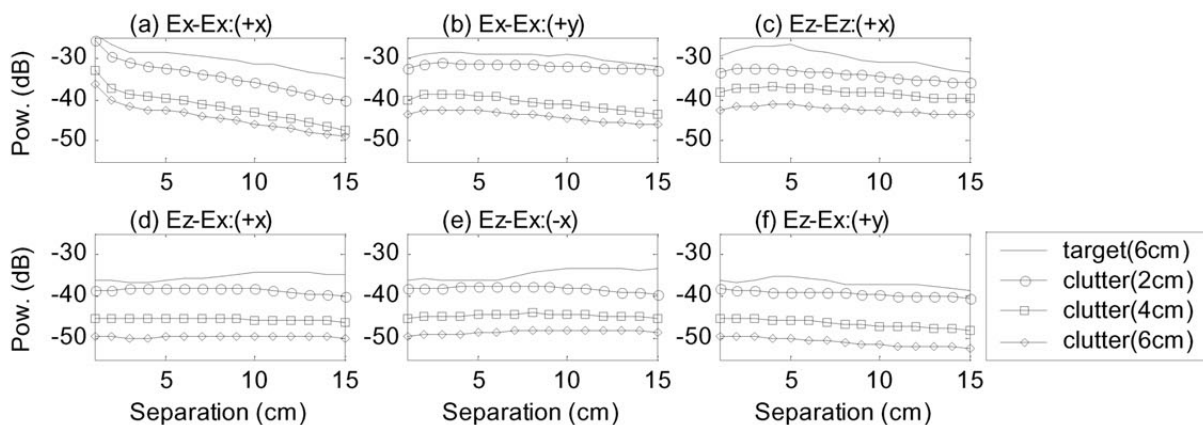 (a) Ex-Ex:(+x)
(b) Ex-Ex:(+y)
(c) Ez-Ez:(+x)
Pow. (dB)
-30
-40
-50
5
10
15
-30
-40
-50
5
10
15
-30
-40
-50
5
10
15
(d) Ez-Ex:(+x)
(e) Ez-Ex:(-x)
(f) Ez-Ex:(+y)
Pow. (dB)
-30
-40
-50
5
10
15
Separation (cm)
-30
-40
-50
5
10
15
Separation (cm)
-30
-40
-50
5
10
15
Separation (cm)
target(6cm)
clutter(2cm)
clutter(4cm)
clutter(6cm)